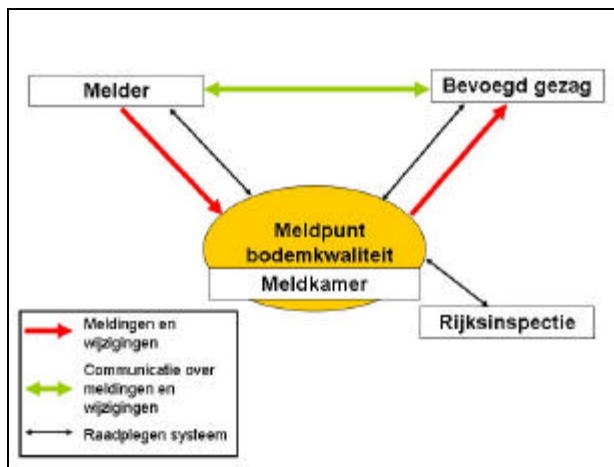 Melder
Bevoegd gezag
Meldpunt
bodemkwaliteit
Meldkamer
Rijksinspectie
Meldingen en
wijzigingen
Communicatie over
meldingen en
wijzigingen
Raadplegen systeem